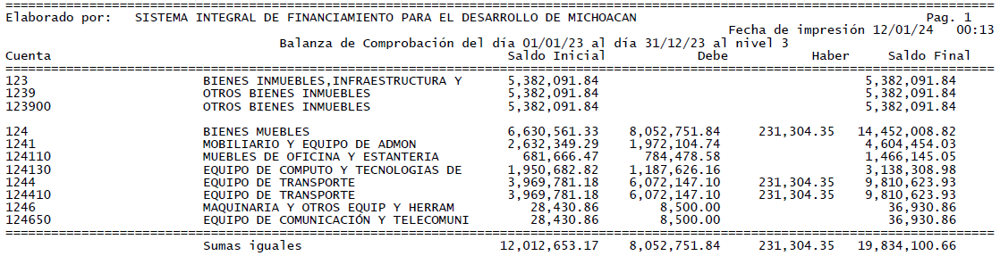 Elaborado por: SISTEMA INTEGRAL DE FINANCIAMIENTO PARA EL DESARROLLO DE MICHOACAN Pag. 1
Fecha de impresión 12/01/24 00:13
Balanza de Comprobación del día 01/01/23 al día 31/12/23 al nivel 3
Cuenta Saldo Inicial Debe Haber Saldo Final
123 BIENES INMUEBLES,INFRAESTRUCTURA Y 5,382,091.84 5,382,091.84
1239 OTROS BIENES INMUEBLES 5,382,091.84 5,382,091.84
123900 OTROS BIENES INMUEBLES 5,382,091.84 5,382,091.84
124 BIENES MUEBLES 6,630,561.33 8,052,751.84 231,304.35 14,452,008.82
1241 MOBILIARIO Y EQUIPO DE ADMON 2,632,349.29 1,972,104.74 4,604,454.03
124110 MUEBLES DE OFICINA Y ESTANTERIA 681,666.47 784,478.58 1,466,145.05
124130 EQUIPO DE COMPUTO Y TECNOLOGIAS DE 1,950,682.82 1,187,626.16 3,138,308.98
1244 EQUIPO DE TRANSPORTE 3,969,781.18 6,072,147.10 231,304.35 9,810,623.93
124410 EQUIPO DE TRANSPORTE 3,969,781.18 6,072,147.10 231,304.35 9,810,623.93
1246 MAQUINARIA Y OTROS EQUIP Y HERRAM 28,430.86 8,500.00 36,930.86
124650 EQUIPO DE COMUNICACIÓN Y TELECOMUNI 28,430.86 8,500.00 36,930.86
Sumas iguales 12,012,653.17 8,052,751.84 231,304.35 19,834,100.66